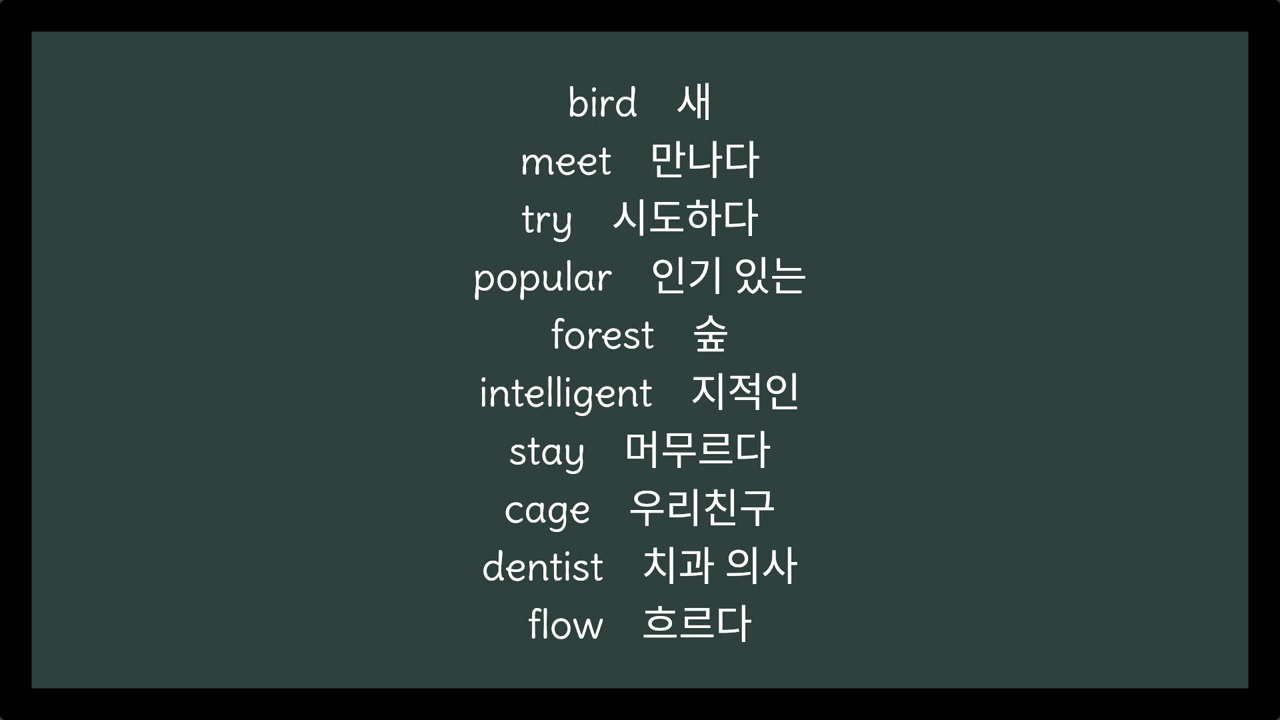 bird 새
meet 만나다
try 시도하다
popular 인기 있는
forest 숲
intelligent 지적인
stay 머무르다
cage 우리친구
dentist 치과 의사
flow 흐르다